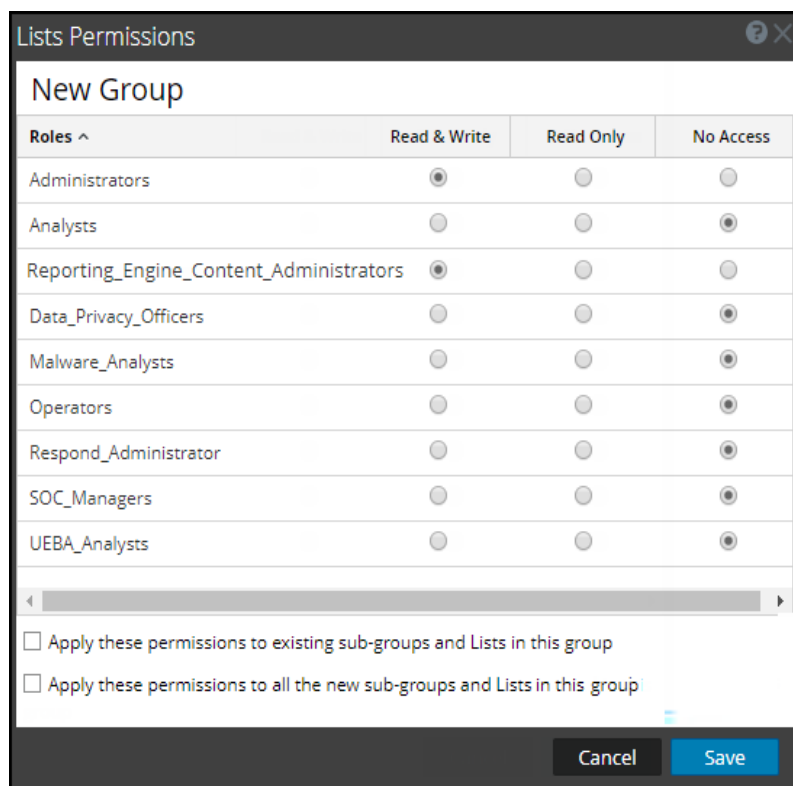 Lists Permissions
New Group
Roles Read & Write Read Only No Access
Administrators
Analysts
Reporting_Engine_Content_Administrators
Data_Privacy_Officers
Malware_Analysts
Operators
Respond_Administrator
SOC_Managers
UEBA_Analysts
Apply these permissions to existing sub-groups and Lists in this group
Apply these permissions to all the new sub-groups and Lists in this group
Cancel Save